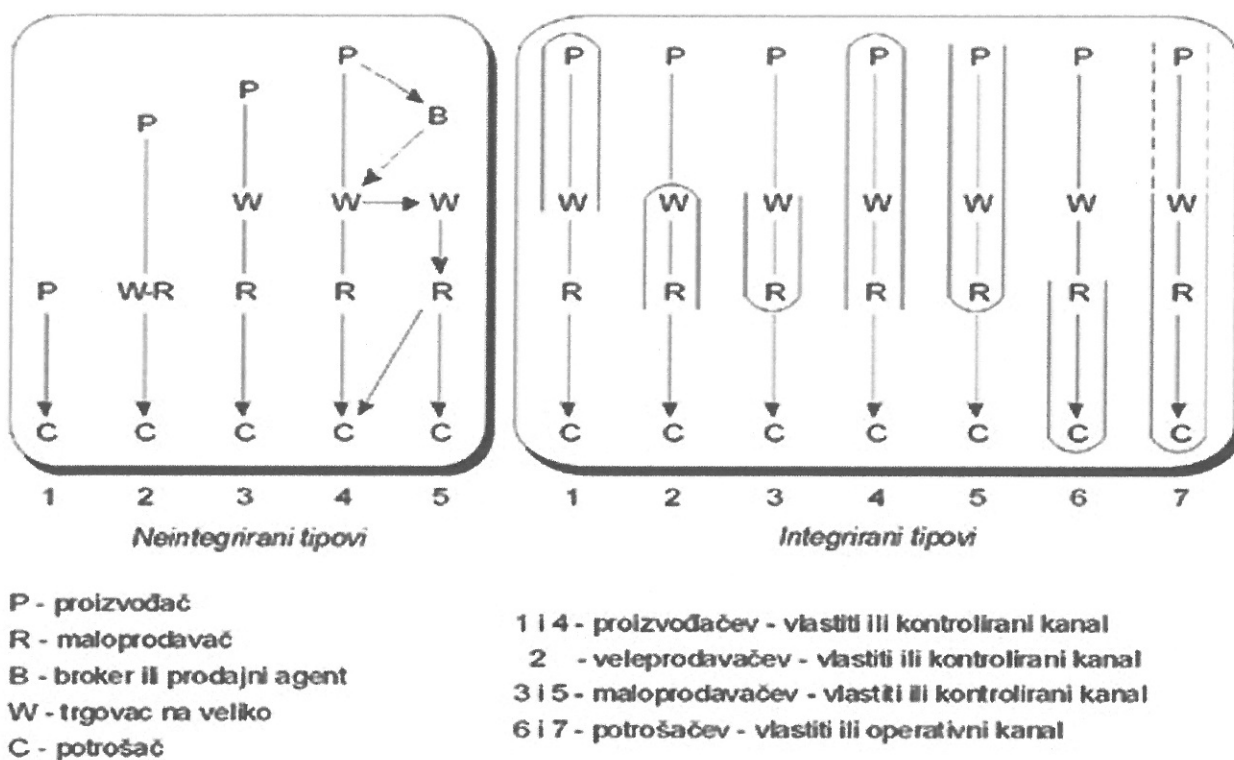 P P P P P P P P P
P B
P
W W W W W W W W W W
P W-R R R R R R R R R R R
C C C C C C C C C C C C
1 2 3 4 5 1 2 3 4 5 6 7
Neintegrirani tipovi Integrirani tipovi
P - proizvođač
R - maloprodavač
B - broker ili prodajni agent
W - trgovac na veliko
C - potrošač
1 i 4 - proizvođačev - vlastiti ili kontrolirani kanal
2 - veleprodavačev - vlastiti ili kontrolirani kanal
3 i 5 - maloprodavačev - vlastiti ili kontrolirani kanal
6 i 7 - potrošačev - vlastiti ili operativni kanal